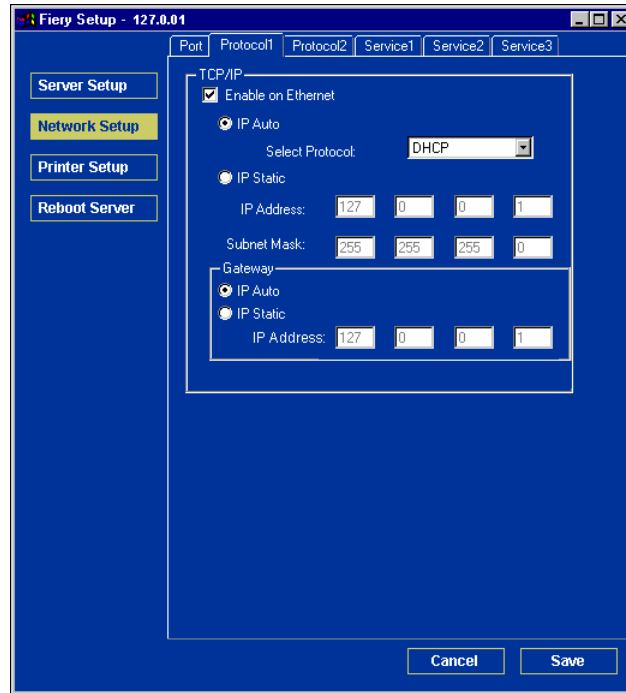 Fiery Setup - 127.0.01
Port Protocol1 Protocol2 Service1 Service2 Service3
Server Setup
Network Setup
Printer Setup
Reboot Server
TCP/IP
Enable on Ethernet
IP Auto
Select Protocol: DHCP
IP Static
IP Address: 127 0 0 1
Subnet Mask: 255 255 255 0
Gateway
IP Auto
IP Static
IP Address: 127 0 0 1
Cancel Save